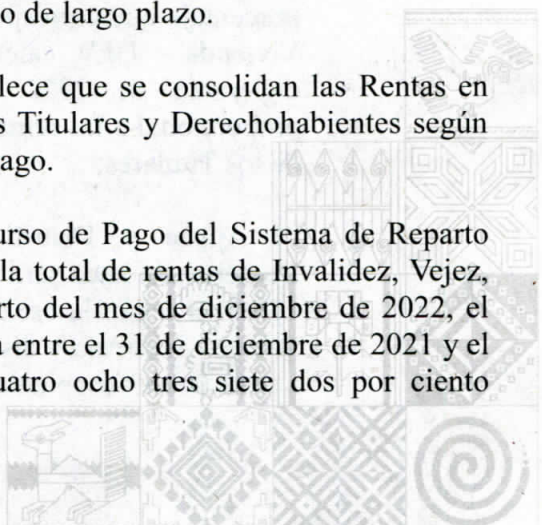 o de largo plazo.
lece que se consolidan las Rentas en
s Titulares y Derechohabientes según
ago.
urso de Pago del Sistema de Reparto
la total de rentas de Invalidez, Vejez,
rto del mes de diciembre de 2022, el
a entre el 31 de diciembre de 2021 y el
uatro ocho tres siete dos por ciento